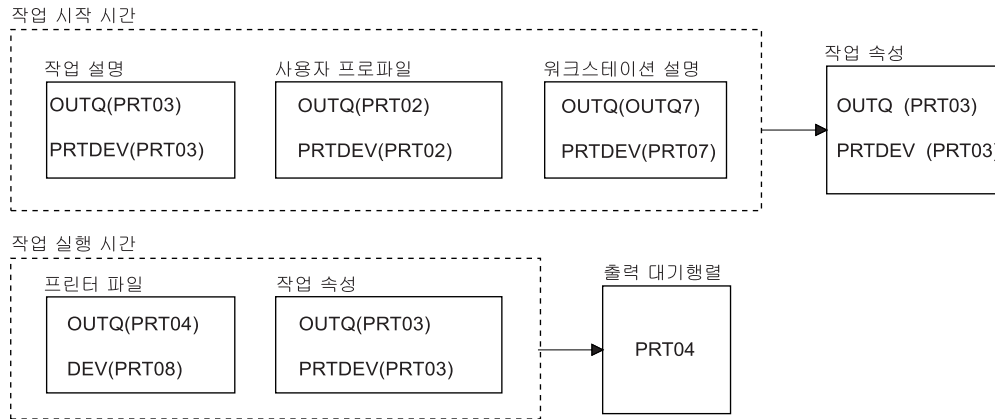 작업 시작 시간
작업 설명
OUTQ(PRT03)
PRTDEV(PRT03)
사용자 프로파일
OUTQ(PRT02)
PRTDEV(PRT02)
워크스테이션 설명
OUTQ(OUTQ7)
PRTDEV(PRT07)
작업 속성
OUTQ (PRT03)
PRTDEV (PRT03)
작업 실행 시간
프린터 파일
OUTQ(PRT04)
DEV(PRT08)
작업 속성
OUTQ(PRT03)
PRTDEV(PRT03)
출력 대기행렬
PRT04